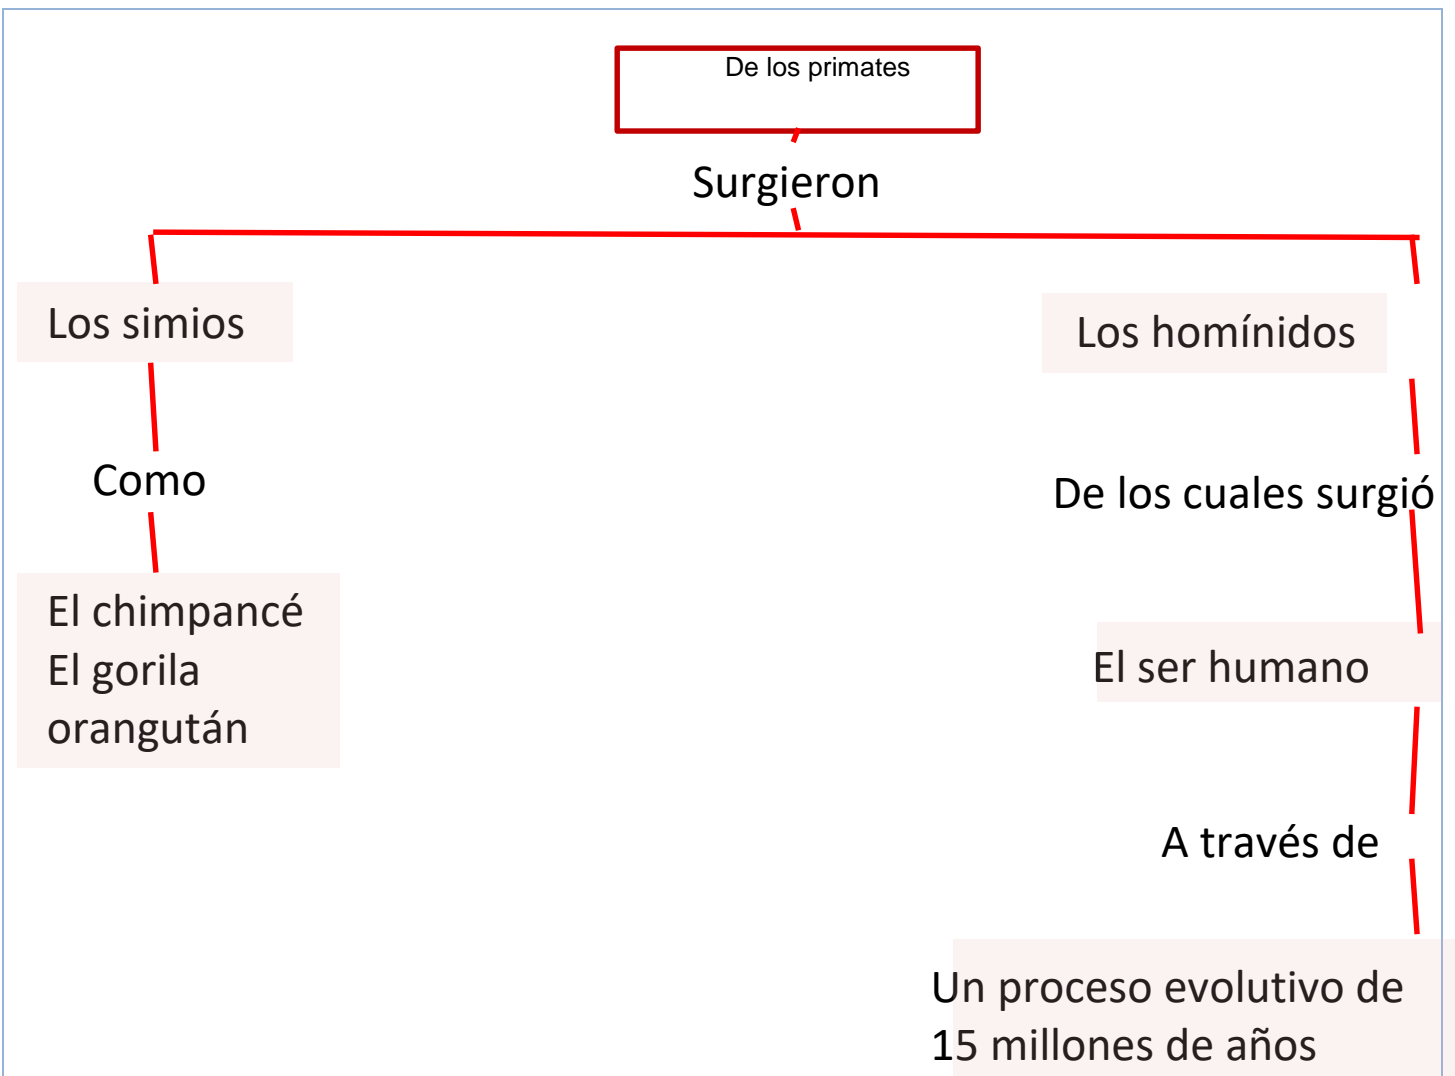 De los primates
Surgieron
Los simios
Los homínidos
Como
De los cuales surgió
El chimpancé
El gorila
orangután
El ser humano
A través de
Un proceso evolutivo de
15 millones de años